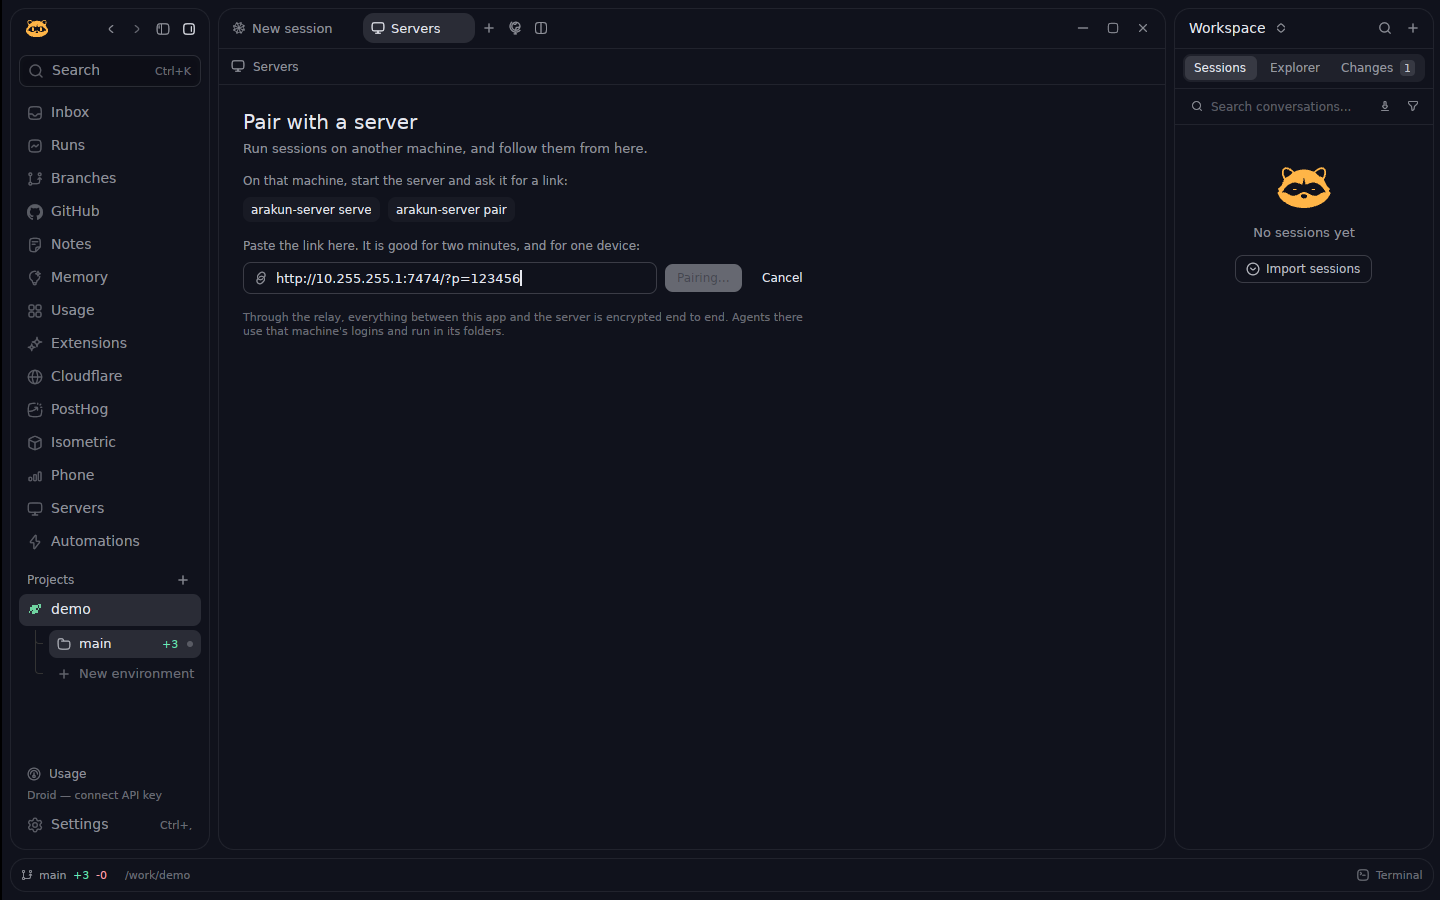 New session
Servers
Search Ctrl+K
Inbox
Runs
Branches
GitHub
Notes
Memory
Usage
Extensions
Cloudflare
PostHog
Isometric
Phone
Servers
Automations
Projects
demo
main +3
New environment
Usage
Droid — connect API key
Settings Ctrl+,
Servers
Pair with a server
Run sessions on another machine, and follow them from here.
On that machine, start the server and ask it for a link:
arakun-server serve arakun-server pair
Paste the link here. It is good for two minutes, and for one device:
http://10.255.255.1:7474/?p=123456
Pairing...
Cancel
Through the relay, everything between this app and the server is encrypted end to end. Agents there
use that machine's logins and run in its folders.
Workspace
Sessions Explorer Changes 1
Search conversations...
No sessions yet
Import sessions
main +3 -0 /work/demo
Terminal